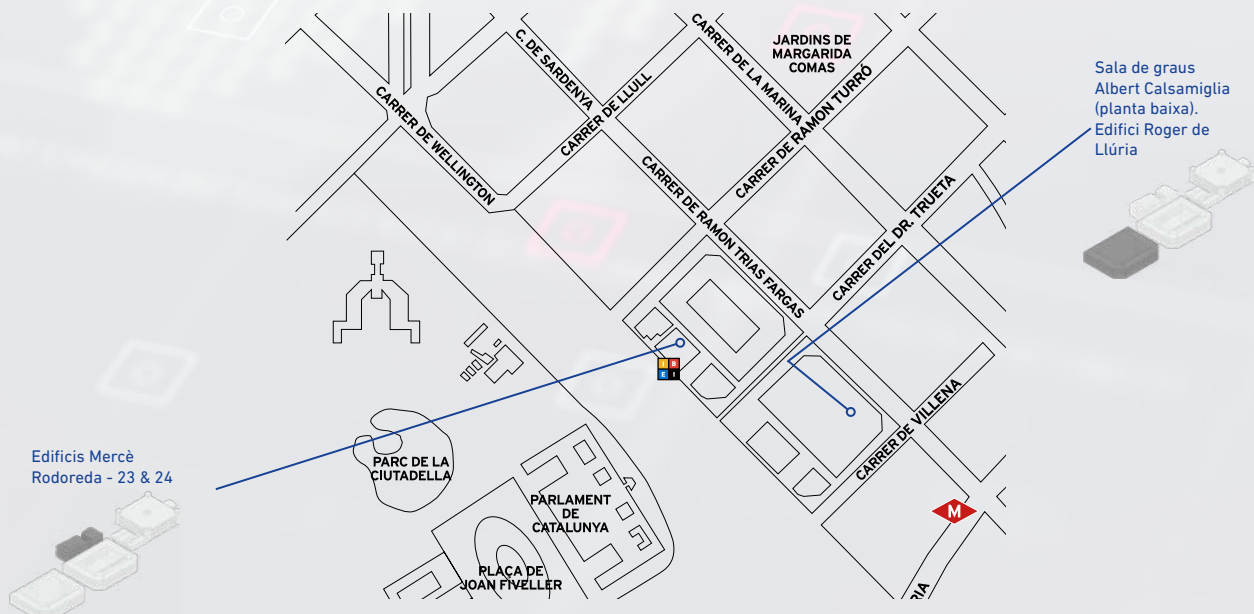 CARRER DE LA MARINA
JARDINS DE
MARGARIDA
COMAS
C. DE SARDENYA
CARRER DE LLULL
CARRER DE RAMON TURRÓ
CARRER DE WELLINGTON
CARRER DE RAMON TRIAS FARGAS
CARRER DEL DR. TRUETA
Sala de graus
Albert Calsamiglia
(planta baixa).
Edifici Roger de
Llúria
I B
E I
CARRER DE VILLENA
Edificis Mercè
Rodoreda - 23 & 24
PARC DE LA
CIUTADELLA
PARLAMENT
DE
CATALUNYA
PLAÇA DE
JOAN FIVELLER
M
RIA